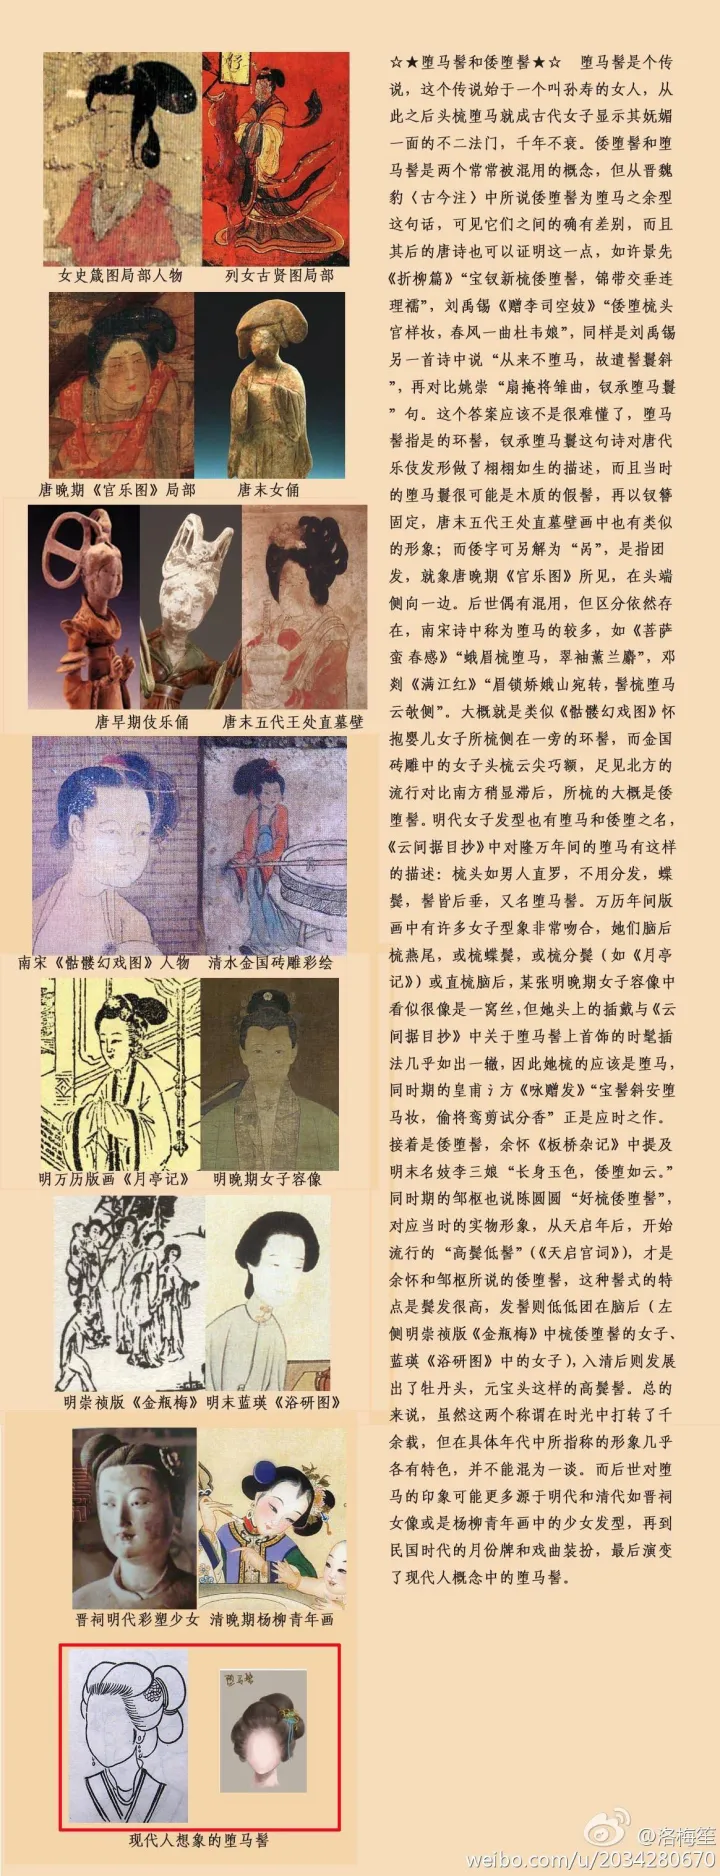 ☆★堕马髻和倭堕髻★☆ 堕马髻是个传
说，这个传说始于一个叫孙寿的女人，从
此之后头梳堕马就成古代女子显示其妩媚
一面的不二法门，千年不衰。倭堕髻和堕
马髻是两个常常被混用的概念，但从晋魏
豹〈古今注〉中所说倭堕髻为堕马之余型
这句话，可见它们之间的确有差别，而且
其后的唐诗也可以证明这一点，如许景先
《折柳篇》“宝钗新梳倭堕髻，锦带交垂连
理襦”，刘禹锡《赠李司空妓》“倭堕梳头
官样妆，春风一曲杜韦娘”，同样是刘禹锡
另一首诗中说“从来不堕马，故遣髻鬟斜
”，再对比姚崇“扇掩将雏曲，钗承堕马鬟
”句。这个答案应该不是很难懂了，堕马
髻指是的环髻，钗承堕马鬟这句诗对唐代
乐伎发形做了栩栩如生的描述，而且当时
的堕马鬟很可能是木质的假髻，再以钗簪
固定，唐末五代王处直墓壁画中也有类似
的形象；而倭字可另解为“呙”，是指团
发，就象唐晚期《官乐图》所见，在头端
侧向一边。后世偶有混用，但区分依然存
在，南宋诗中称为堕马的较多，如《菩萨
蛮 春感》“蛾眉梳堕马，翠袖薰兰麝”，邓
剡《满江红》“眉锁娇娥山宛转，髻梳堕马
云欹侧”。大概就是类似《骷髅幻戏图》怀
抱婴儿女子所梳侧在一旁的环髻，而金国
砖雕中的女子头梳云尖巧额，足见北方的
流行对比南方稍显滞后，所梳的大概是倭
堕髻。明代女子发型也有堕马和倭堕之名，
《云间据目抄》中对隆万年间的堕马有这样
的描述：梳头如男人直罗，不用分发，蝶
鬓，髻皆后垂，又名堕马髻。万历年间版
画中有许多女子型象非常吻合，她们脑后
梳燕尾，或梳蝶鬓，或梳分鬓（如《月亭
记》）或直梳脑后，某张明晚期女子容像中
看似很像是一窝丝，但她头上的插戴与《云
间据目抄》中关于堕马髻上首饰的时髦插
法几乎如出一辙，因此她梳的应该是堕马，
同时期的皇甫氵方《咏赠发》“宝髻斜安堕
马妆，偷将鸾剪试分香”正是应时之作。
接着是倭堕髻，余怀《板桥杂记》中提及
明末名妓李三娘“长身玉色，倭堕如云。”
同时期的邹枢也说陈圆圆“好梳倭堕髻”，
对应当时的实物形象，从天启年后，开始
流行的“高鬓低髻”（《天启宫词》），才是
余怀和邹枢所说的倭堕髻，这种髻式的特
点是鬓发很高，发髻则低低团在脑后（左
侧明崇祯版《金瓶梅》中梳倭堕髻的女子、
蓝瑛《浴研图》中的女子），入清后则发展
出了牡丹头，元宝头这样的高鬓髻。总的
来说，虽然这两个称谓在时光中打转了千
余载，但在具体年代中所指称的形象几乎
各有特色，并不能混为一谈。而后世对堕
马的印象可能更多源于明代和清代如晋祠
女像或是杨柳青年画中的少女发型，再到
民国时代的月份牌和戏曲装扮，最后演变
了现代人概念中的堕马髻。
女史箴图局部人物 列女古贤图局部
唐晚期《官乐图》局部 唐末女俑
唐早期伎乐俑 唐末五代王处直墓壁
南宋《骷髅幻戏图》人物 清水金国砖雕彩绘
明万历版画《月亭记》 明晚期女子容像
明崇祯版《金瓶梅》 明末蓝瑛《浴研图》
晋祠明代彩塑少女 清晚期杨柳青年画
堕马髻
现代人想象的堕马髻
@洛梅笙
weibo.com/u/2034280670